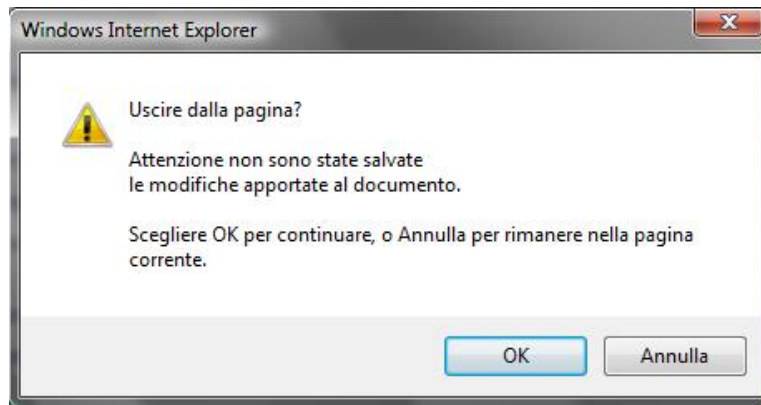 Windows Internet Explorer
Uscire dalla pagina?
Attenzione non sono state salvate
le modifiche apportate al documento.
Scegliere OK per continuare, o Annulla per rimanere nella pagina
corrente.
OK
Annulla